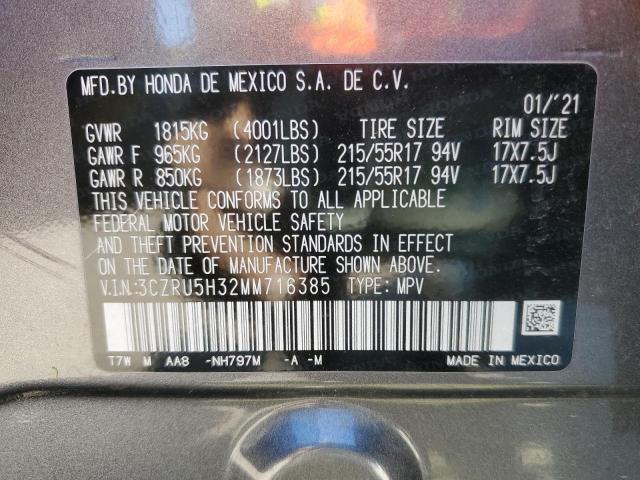 MFD.BY HONDA DE MEXICO S.A. DE C.V.
01/'21
GVWR 1815KG (4001LBS) TIRE SIZE RIM SIZE
GAWR F 965KG (2127LBS) 215/55R17 94V 17X7.5J
GAWR R 850KG (1873LBS) 215/55R17 94V 17X7.5J
THIS VEHICLE CONFORMS TO ALL APPLICABLE
FEDERAL MOTOR VEHICLE SAFETY
AND THEFT PREVENTION STANDARDS IN EFFECT
ON THE DATE OF MANUFACTURE SHOWN ABOVE.
V.I.N.:3CZRU5H32MM716385 TYPE: MPV
T7W M AA8 -NH797M -A -M MADE IN MEXICO